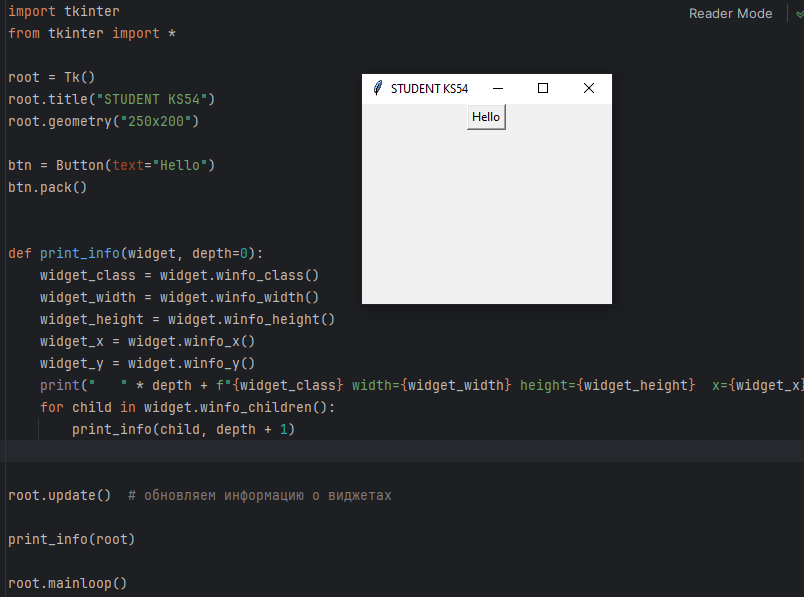 import tkinter
from tkinter import *
Reader Mode
root = Tk()
root.title("STUDENT KS54")
root.geometry("250x200")
STUDENT KS54
Hello
btn = Button(text="Hello")
btn.pack()
def print_info(widget, depth=0):
widget_class = widget.winfo_class()
widget_width = widget.winfo_width()
widget_height = widget.winfo_height()
widget_x = widget.winfo_x()
widget_y = widget.winfo_y()
print("   " * depth + f"{widget_class} width={widget_width} height={widget_height}  x={widget_x}
for child in widget.winfo_children():
print_info(child, depth + 1)
root.update()  # обновляем информацию о виджетах
print_info(root)
root.mainloop()